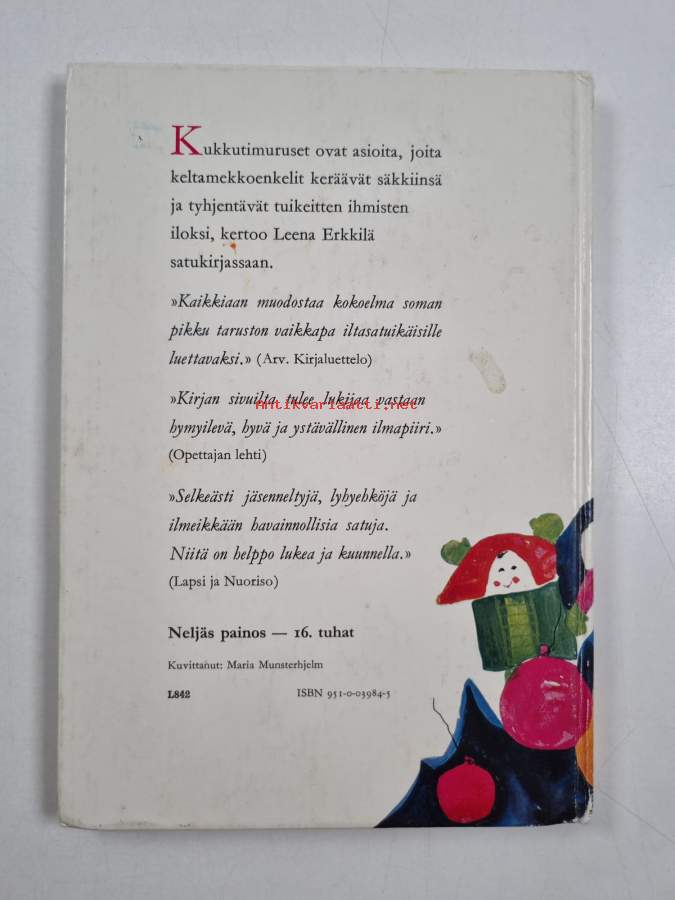 Kukkutimuruset ovat asioita, joita
keltamekkoenkelit keräävät säkkiinsä
ja tyhjentävät tuikeitten ihmisten
iloksi, kertoo Leena Erkkilä
satukirjassaan.
»Kaikkiaan muodostaa kokoelma soman
pikku taruston vaikkapa iltasatuikäisille
luettavaksi.» (Arv. Kirjaluettelo)
»Kirjan sivuilta tulee lukijaa vastaan
Antikvariaatti.net
hymyilevä, hyvä ja ystävällinen ilmapiiri.»
(Opettajan lehti)
»Selkeästi jäsenneltyjä, lyhyehköjä ja
ilmeikkään havainnollisia satuja.
Niitä on helppo lukea ja kuunnella.»
(Lapsi ja Nuoriso)
Neljäs painos — 16. tuhat
Kuvittanut: Maria Munsterhjelm
L842 ISBN 951-0-03984-5